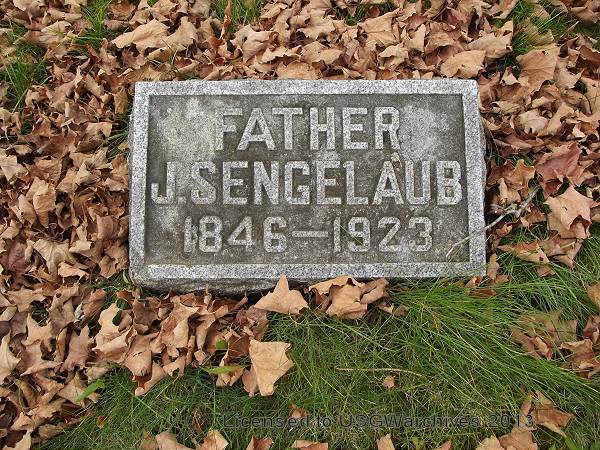 FATHER
J. SENGELAUB
1846—1923
Licensed to USGWarchives 2013